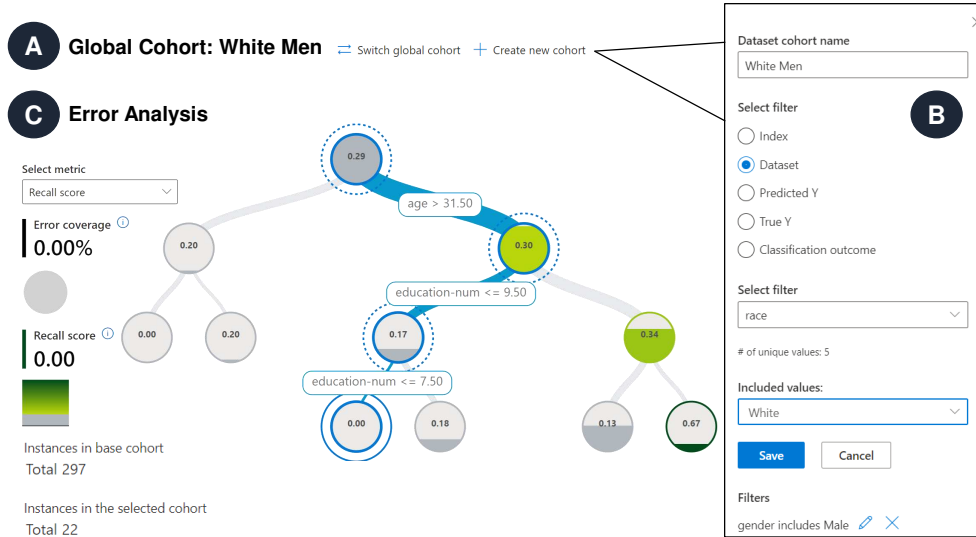 A Global Cohort: White Men Switch global cohort Create new cohort
C Error Analysis
Select metric
Recall score
Error coverage
0.00%
Recall score
0.00
Instances in base cohort
Total 297
Instances in the selected cohort
Total 22
0.29
age > 31.50
0.20
0.30
education-num <= 9.50
0.00
0.20
0.17
0.34
education-num <= 7.50
0.00
0.18
0.13
0.67
B
Dataset cohort name
White Men
Select filter
Index
Dataset
Predicted Y
True Y
Classification outcome
Select filter
race
# of unique values: 5
Included values:
White
Save Cancel
Filters
gender includes Male